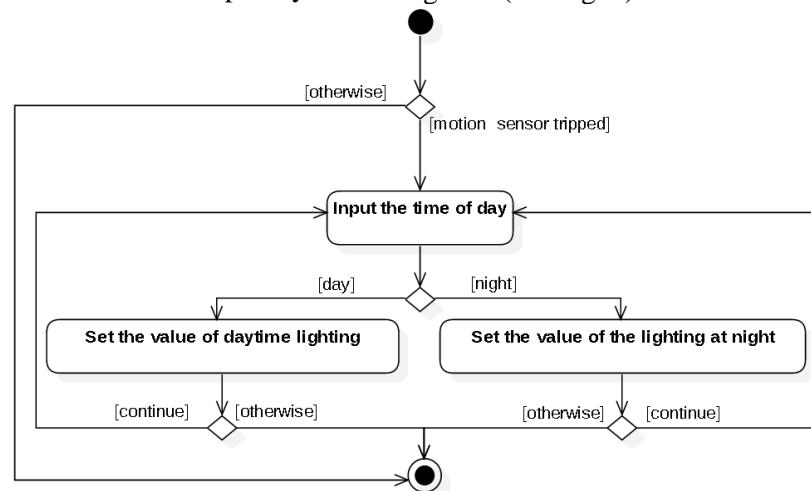 [otherwise]
[motion sensor tripped]
Input the time of day
[day]
[night]
Set the value of daytime lighting
Set the value of the lighting at night
[continue]
[otherwise]
[otherwise]
[continue]